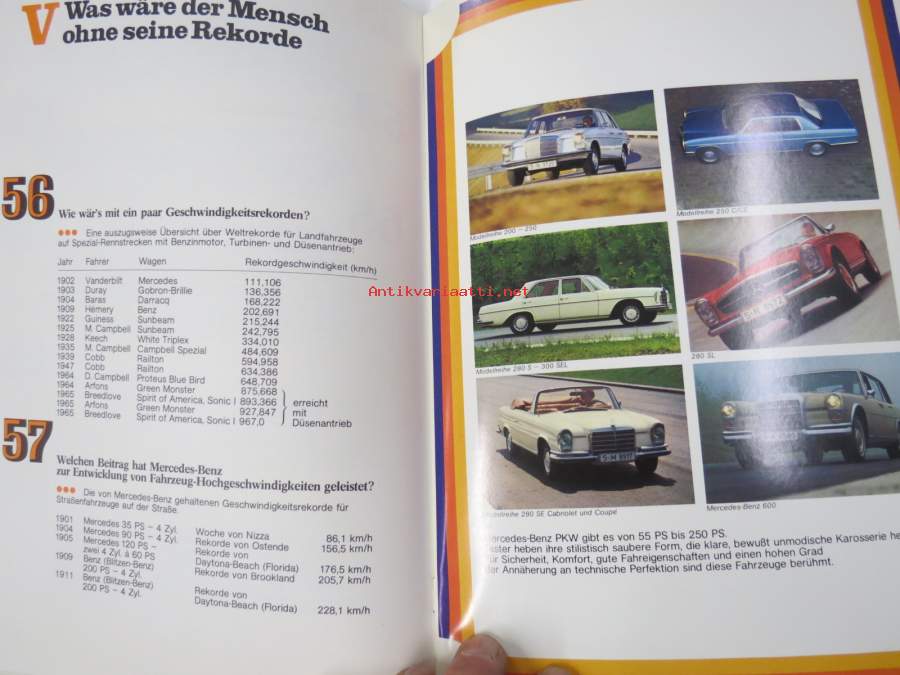 V Was wäre der Mensch
ohne seine Rekorde
56
Wie wär's mit ein paar Geschwindigkeitsrekorden?
●●● Eine auszugsweise Übersicht über Weltrekorde für Landfahrzeuge
auf Spezial-Rennstrecken mit Benzinmotor, Turbinen- und Düsenantrieb:
Jahr Fahrer Wagen Rekordgeschwindigkeit (km/h)
1902 Vanderbilt Mercedes 111,106
1903 Duray Gobron-Brillie 136,356
1904 Baras Darracq 168,222
1909 Hemery Benz 202,691
1922 Guiness Sunbeam 215,244
1925 M. Campbell Sunbeam 242,795
1928 Keech White Triplex 334,010
1935 M. Campbell Campbell Spezial 484,609
1939 Cobb Railton 594,958
1947 Cobb Railton 634,386
1964 D. Campbell Proteus Blue Bird 648,709
1964 Arfons Green Monster 875,668
1965 Breedlove Spirit of America, Sonic I 893,366 erreicht
1965 Arfons Green Monster 927,847 mit
1965 Breedlove Spirit of America, Sonic I 967,0 Düsenantrieb
57
Welchen Beitrag hat Mercedes-Benz
zur Entwicklung von Fahrzeug-Hochgeschwindigkeiten geleistet?
●●● Die von Mercedes-Benz gehaltenen Geschwindigkeitsrekorde für
Straßenfahrzeuge auf der Straße.
1901 Mercedes 35 PS – 4 Zyl. Woche von Nizza 86,1 km/h
1904 Mercedes 90 PS – 4 Zyl. Rekorde von Ostende 156,5 km/h
1905 Mercedes 120 PS –
zwei 4 Zyl. à 60 PS Rekorde von
Daytona-Beach (Florida) 176,5 km/h
1909 Benz (Blitzen-Benz)
200 PS – 4 Zyl. Rekorde von Brookland 205,7 km/h
1911 Benz (Blitzen-Benz)
200 PS – 4 Zyl. Rekorde von
Daytona-Beach (Florida) 228,1 km/h
Antikvariaatti.net
Modellreihe 200 – 250
Modellreihe 250 C/CE
Modellreihe 280 S – 300 SEL
280 SL
Modellreihe 280 SE Cabriolet und Coupé
Mercedes-Benz 600
S-M 8917
ercedes-Benz PKW gibt es von 55 PS bis 250 PS.
ster heben ihre stilistisch saubere Form, die klare, bewußt unmodische Karosserie he
ür Sicherheit, Komfort, gute Fahreigenschaften und einen hohen Grad
er Annäherung an technische Perfektion sind diese Fahrzeuge berühmt.